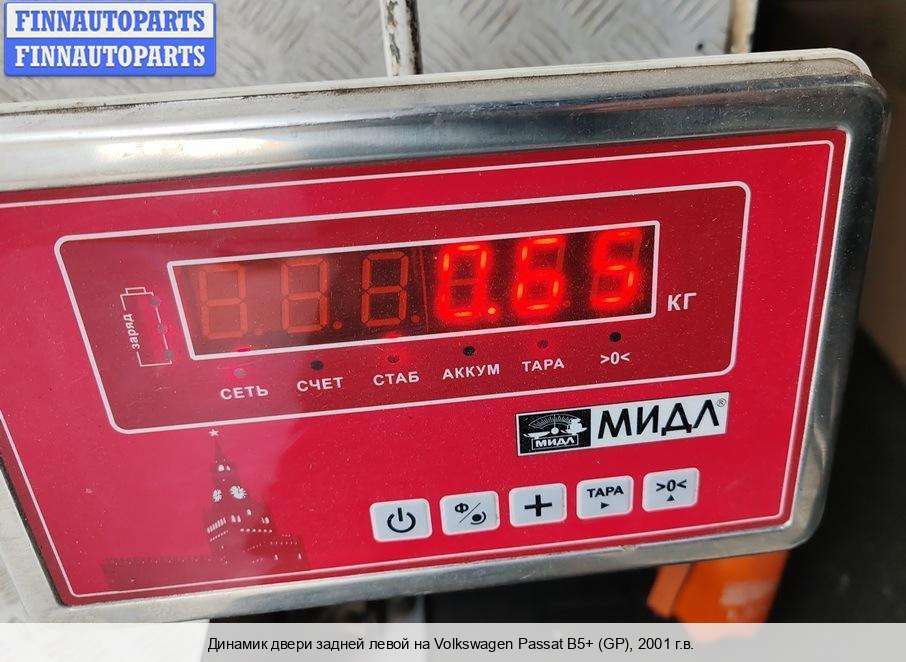 FINNAUTOPARTS
FINNAUTOPARTS
заряд
0.65
КГ
СЕТЬ СЧЕТ СТАБ АККУМ ТАРА >0<
МИДЛ МИДЛ®
Ф/ + ТАРА >0<
Динамик двери задней левой на Volkswagen Passat B5+ (GP), 2001 г.в.